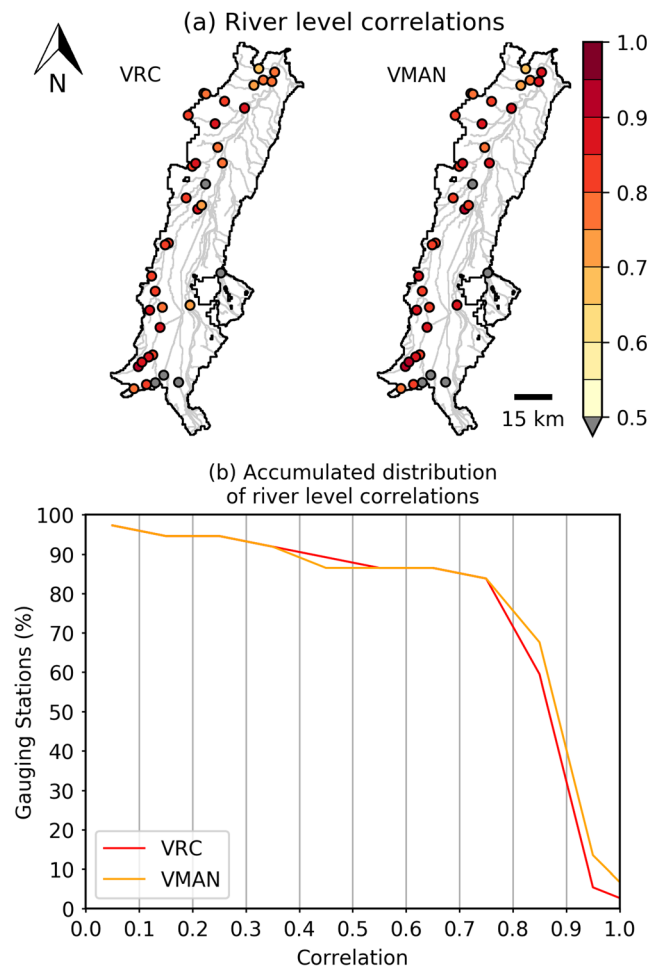 (a) River level correlations
N
VRC
VMAN
1.0
0.9
0.8
0.7
0.6
0.5
15 km
(b) Accumulated distribution
of river level correlations
Gauging Stations (%)
100
90
80
70
60
50
40
30
20
10
0
VRC
VMAN
0.0 0.1 0.2 0.3 0.4 0.5 0.6 0.7 0.8 0.9 1.0
Correlation